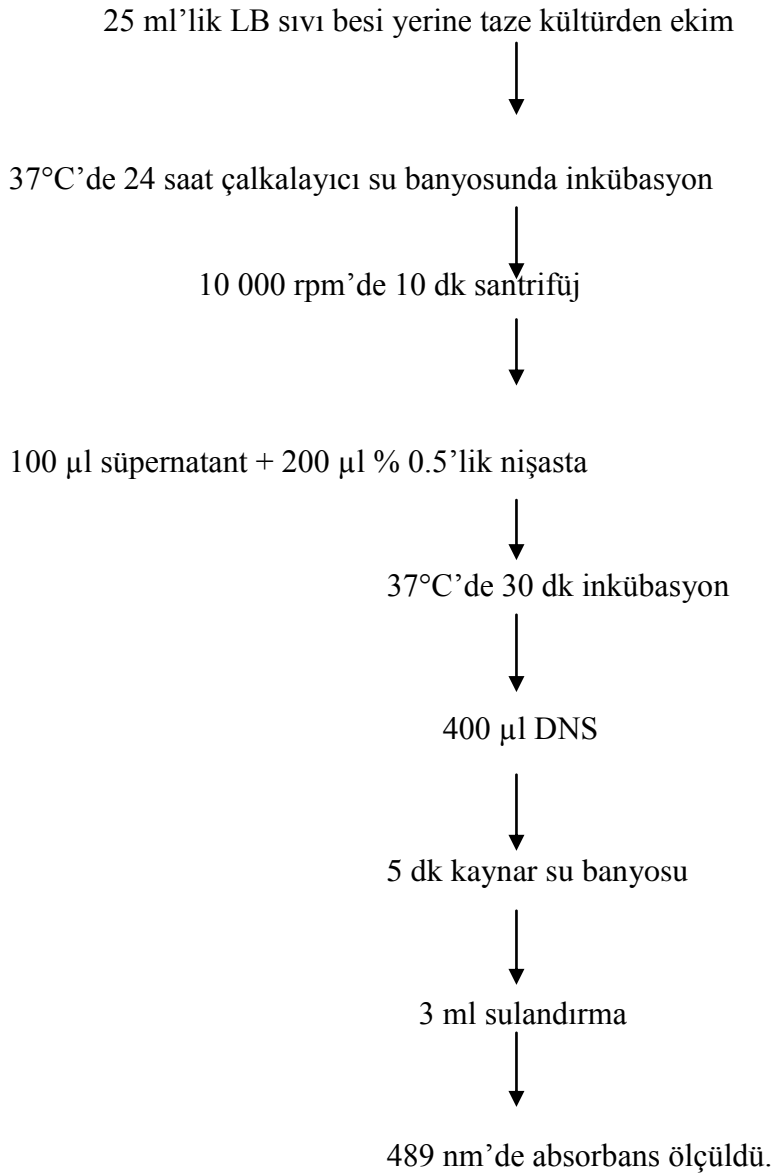 25 ml’lik LB sıvı besi yerine taze kültürden ekim
37°C’de 24 saat çalkalayıcı su banyosunda inkübasyon
10 000 rpm’de 10 dk santrifüj
100 µl süpernatant + 200 µl % 0.5’lik nişasta
37°C’de 30 dk inkübasyon
400 µl DNS
5 dk kaynar su banyosu
3 ml sulandırma
489 nm’de absorbans ölçüldü.